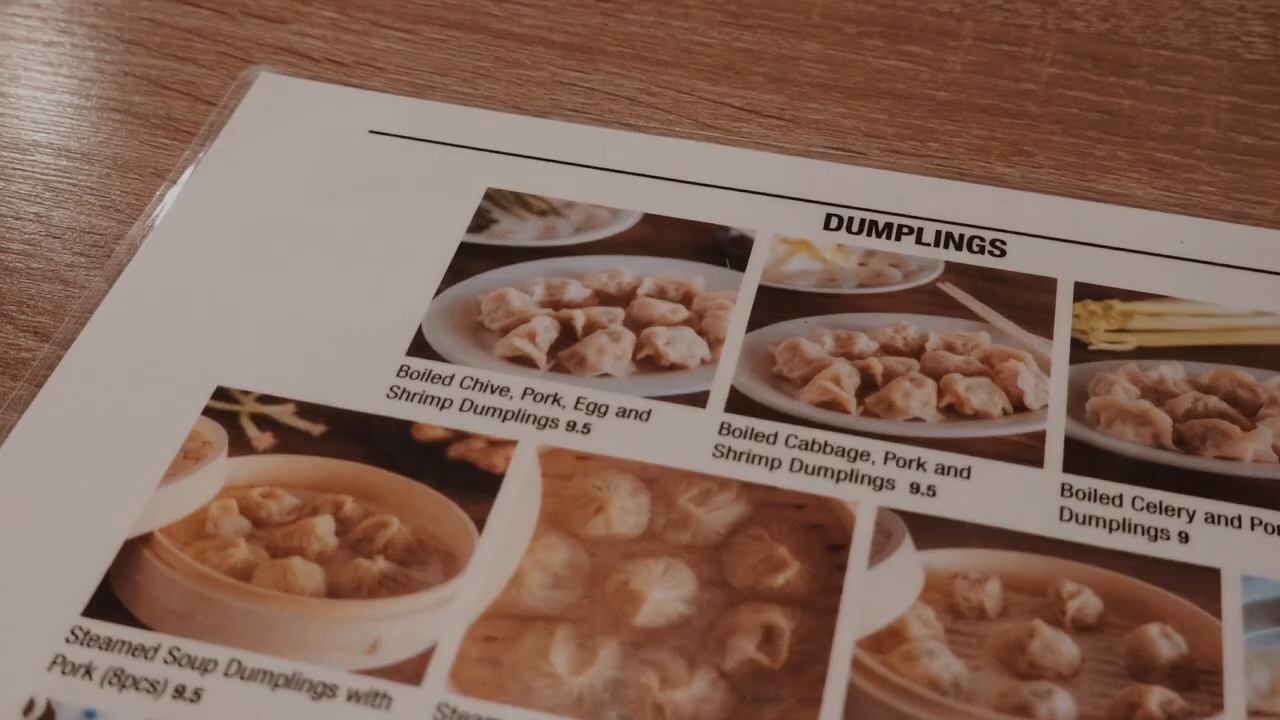 DUMPLINGS
Boiled Chive, Pork, Egg and
Shrimp Dumplings 9.5
Boiled Cabbage, Pork and
Shrimp Dumplings 9.5
Boiled Celery and
Dumplings 9
Steamed Soup Dumplings with
Pork (8pcs) 9.5